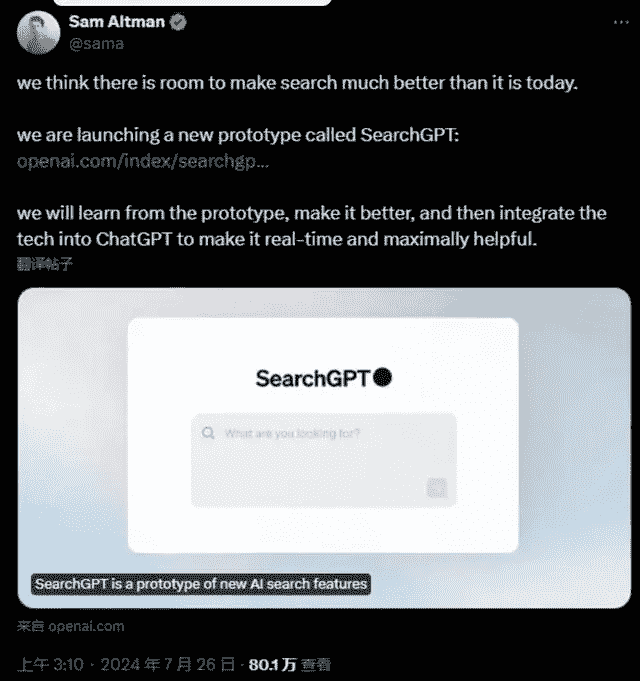 Sam Altman
@sama
we think there is room to make search much better than it is today.
we are launching a new prototype called SearchGPT:
openai.com/index/searchgp...
we will learn from the prototype, make it better, and then integrate the
tech into ChatGPT to make it real-time and maximally helpful.
翻译帖子
SearchGPT
What are you looking for?
SearchGPT is a prototype of new AI search features
来自 openai.com
上午 3:10 · 2024 年 7 月 26 日 · 80.1万 查看